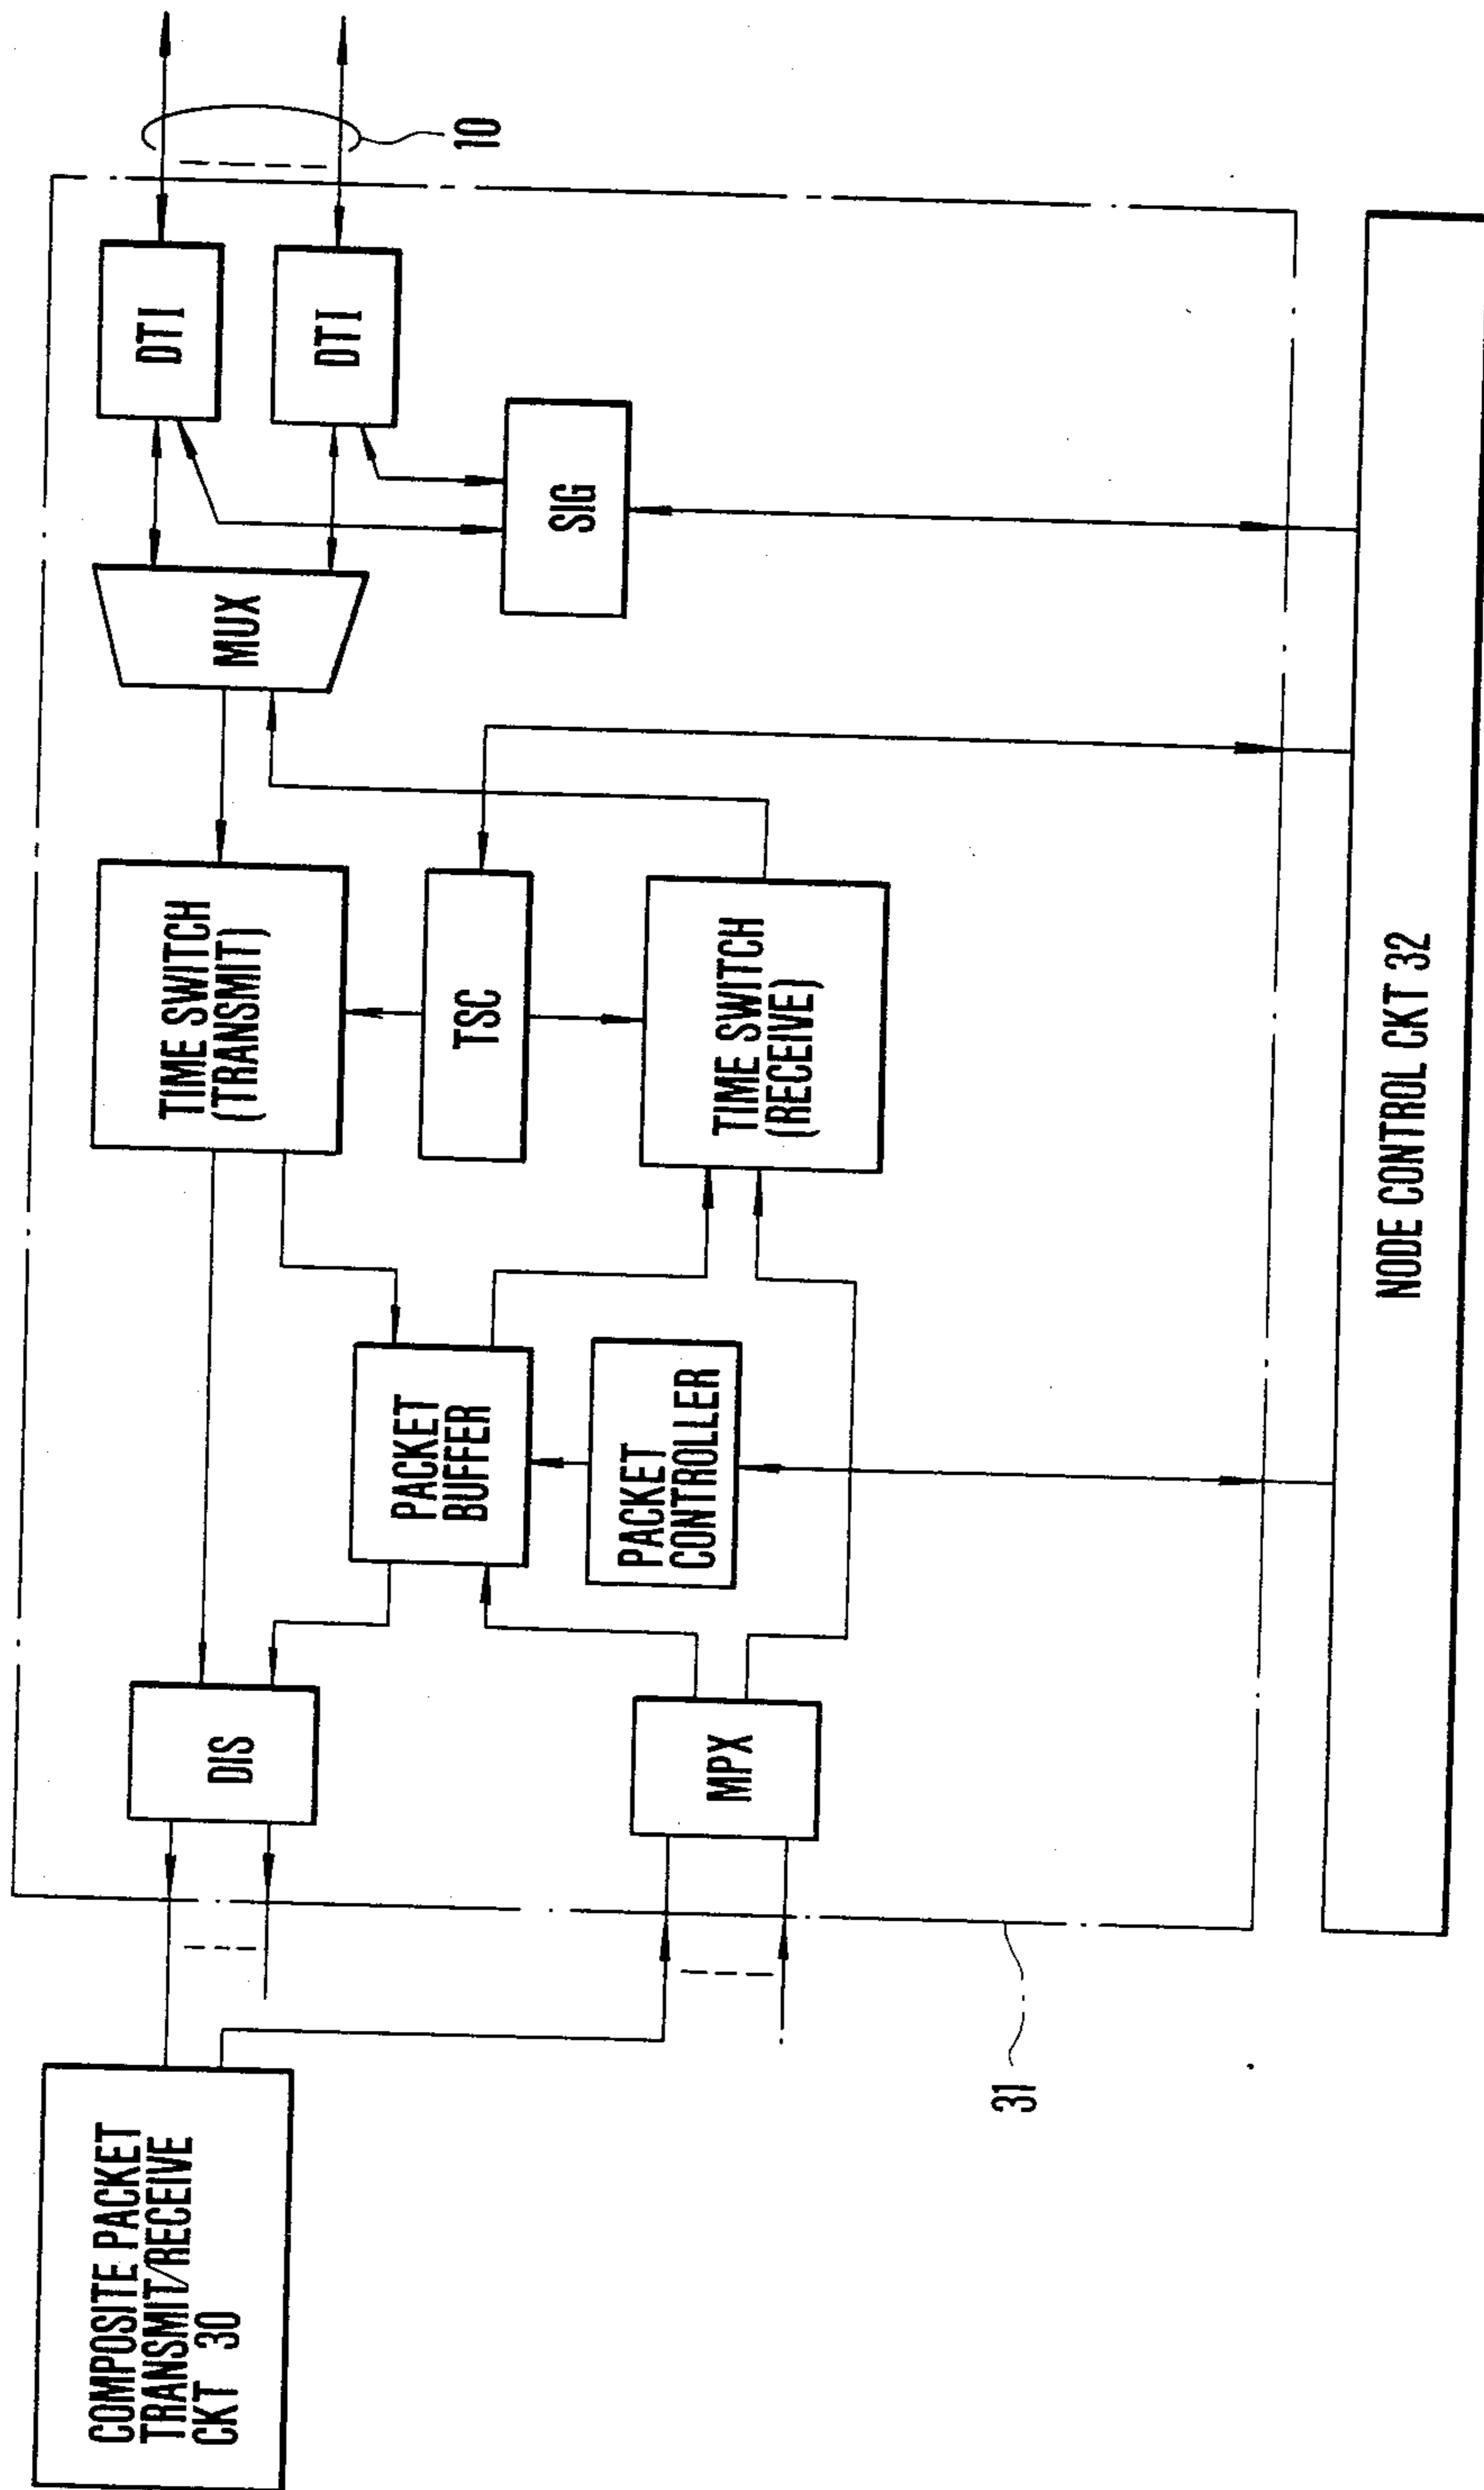 COMPOSITE PACKET
TRANSMIT/RECEIVE
CKT 30
DIS
MPX
PACKET
BUFFER
PACKET
CONTROLLER
TIME SWITCH
(TRANSMIT)
TSC
TIME SWITCH
(RECEIVE)
MUX
SIG
DTI
DTI
10
31
NODE CONTROL CKT 32